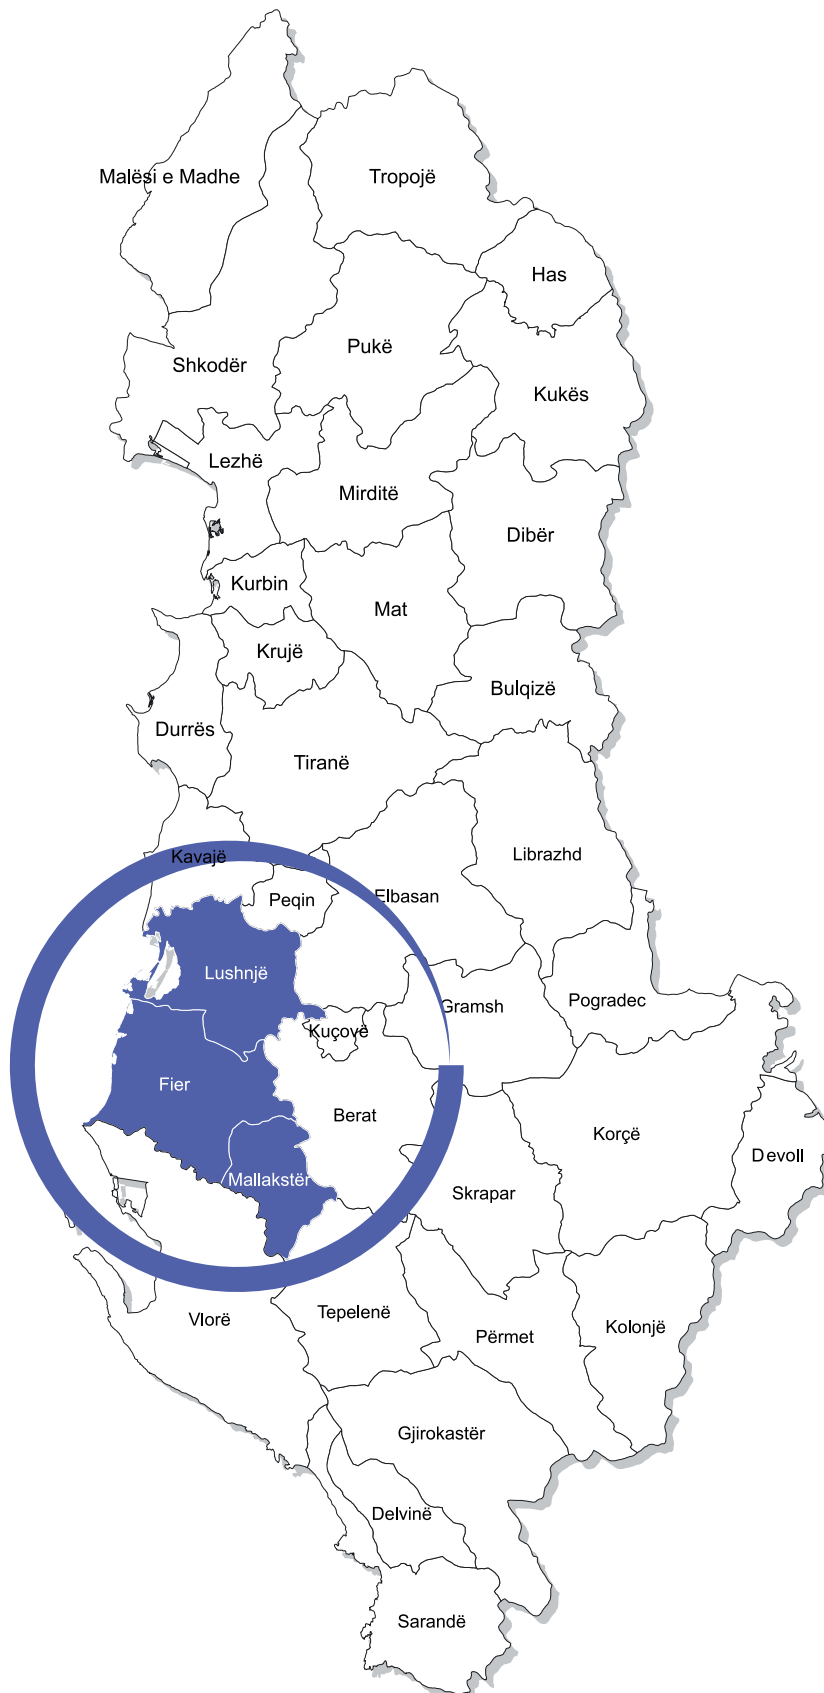 Malësi e Madhe
Tropojë
Has
Pukë
Shkodër
Kukës
Lezhë
Mirditë
Dibër
Kurbin
Mat
Krujë
Bulqizë
Durrës
Tiranë
Kavajë
Librazhd
Peqin
Elbasan
Lushnjë
Pogradec
Gramsh
Kuçovë
Fier
Berat
Korçë
Devoll
Mallakstër
Skrapar
Vlorë
Tepelenë
Përmet
Kolonjë
Gjirokastër
Delvinë
Sarandë